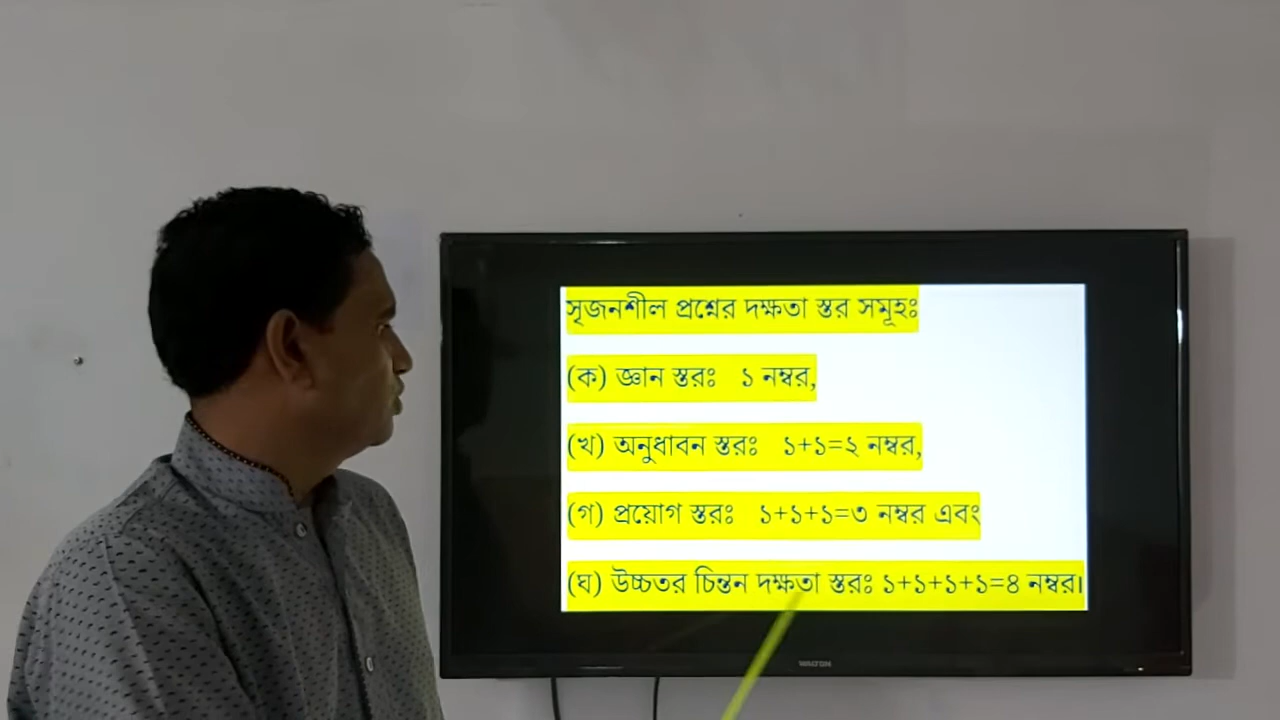 সৃজনশীল প্রশ্নের দক্ষতা স্তর সমূহঃ
(ক) জ্ঞান স্তরঃ ১ নম্বর,
(খ) অনুধাবন স্তরঃ ১+১=২ নম্বর,
(গ) প্রয়োগ স্তরঃ ১+১+১=৩ নম্বর এবং
(ঘ) উচ্চতর চিন্তন দক্ষতা স্তরঃ ১+১+১+১=৪ নম্বর।
WALTON